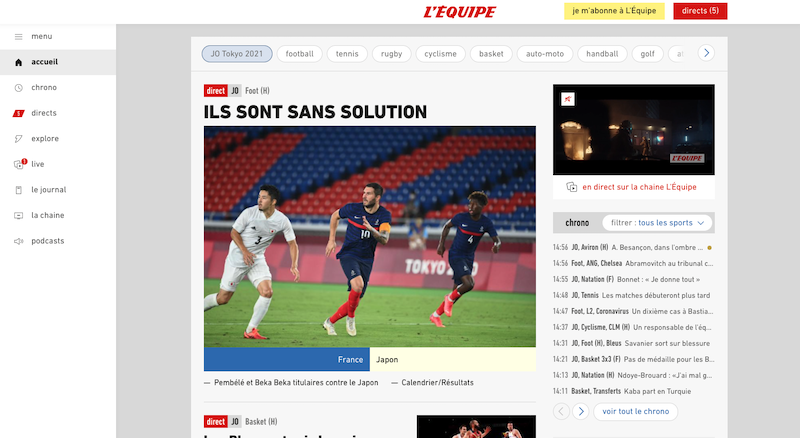 L'ÉQUIPE
je m'abonne à L'Équipe
directs (5)
menu
accueil
chrono
directs
explore
live
le journal
la chaine
podcasts
JO Tokyo 2021
football
tennis
rugby
cyclisme
basket
auto-moto
handball
golf
direct JO Foot (H)
ILS SONT SANS SOLUTION
TOKYO 2020
France
Japon
— Pembélé et Beka Beka titulaires contre le Japon
— Calendrier/Résultats
direct JO Basket (H)
L'ÉQUIPE
en direct sur la chaine L'Équipe
chrono
filtrer : tous les sports
14:56 JO, Aviron (H) A. Besançon, dans l'ombre ...
14:56 Foot, ANG, Chelsea Abramovitch au tribunal c...
14:55 JO, Natation (F) Bonnet : « Je donne tout »
14:48 JO, Tennis Les matches débuteront plus tard
14:47 Foot, L2, Coronavirus Un dixième cas à Bastia...
14:37 JO, Cyclisme, CLM (H) Un responsable de l'éq...
14:31 JO, Foot (H), Bleus Savanier sort sur blessure
14:21 JO, Basket 3x3 (F) Pas de médaille pour les B...
14:13 JO, Natation (H) Ndoye-Brouard : «J'ai mal g...
14:11 Basket, Transferts Kaba part en Turquie
voir tout le chrono